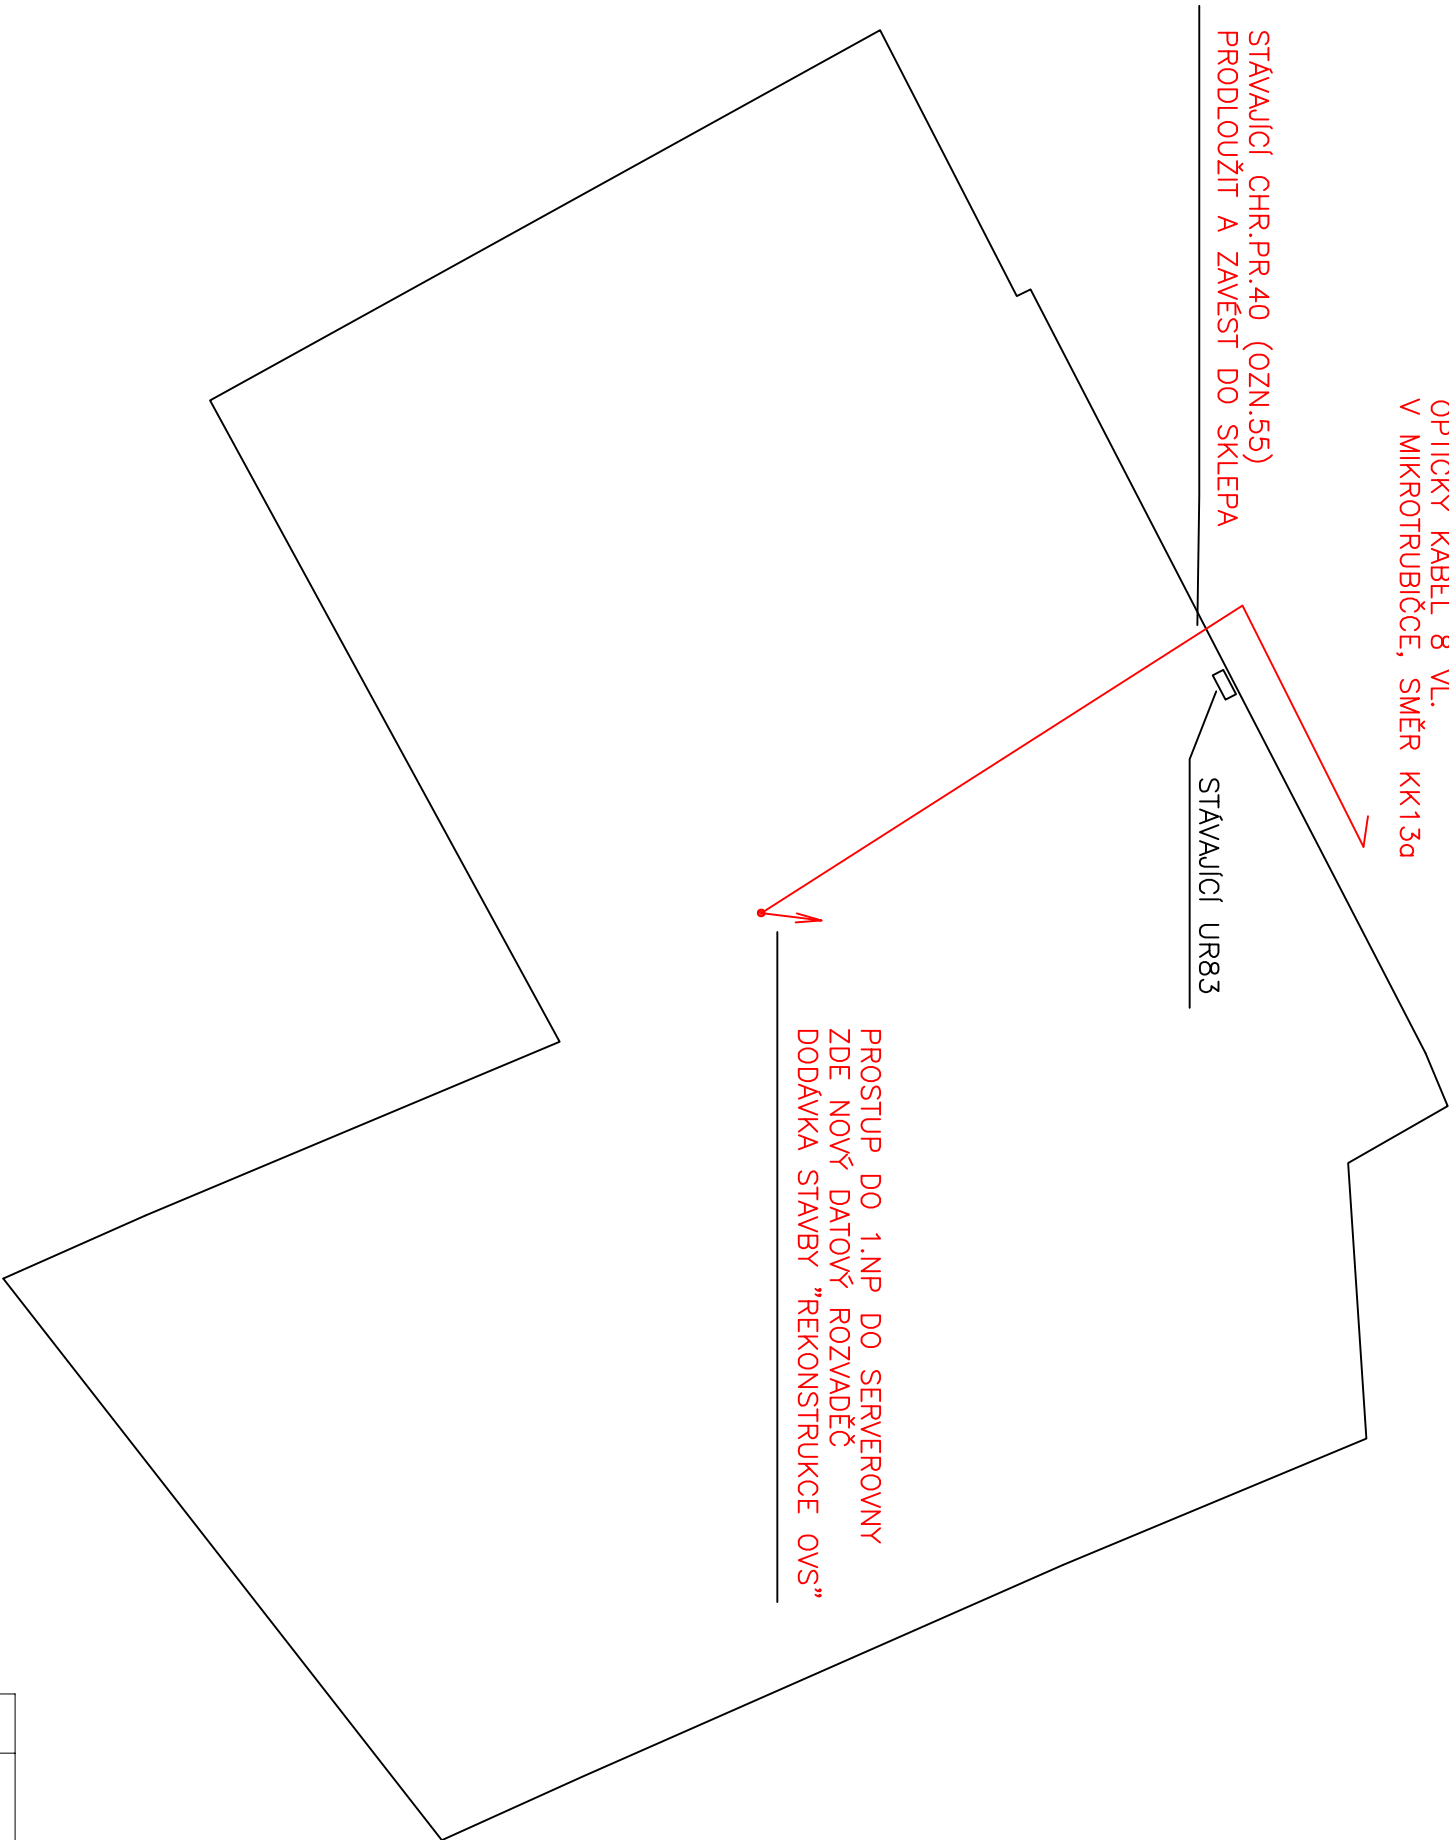 OPTICKÝ KABEL 8 VL.
V MIKROTRUBIČCE, SMĚR KK13a
STÁVAJÍCÍ CHR.PR.40 (OZN.55)
PRODLOUŽIT A ZAVÉST DO SKLEPA
STÁVAJÍCÍ UR83
PROSTUP DO 1.NP DO SERVEROVNY
ZDE NOVÝ DATOVÝ ROZVADĚČ
DODÁVKA STAVBY "REKONSTRUKCE OVS"